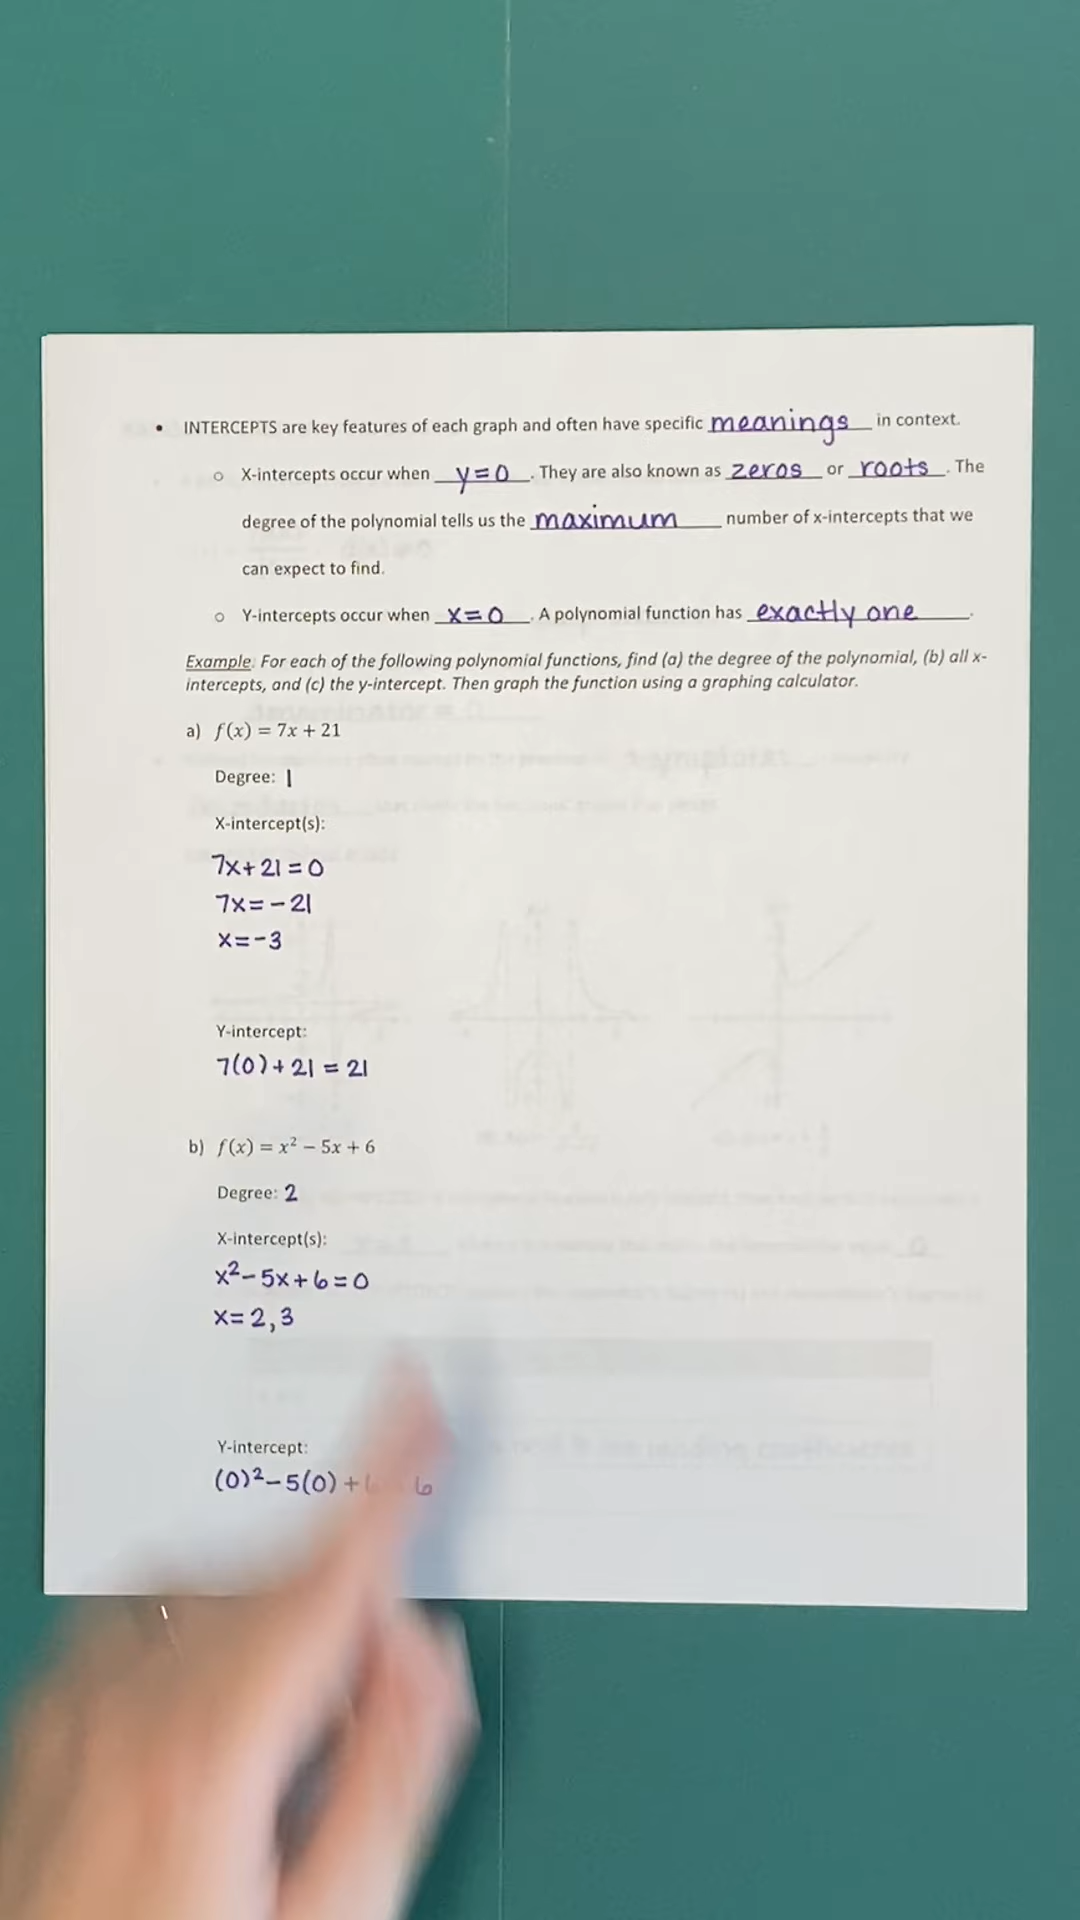 • INTERCEPTS are key features of each graph and often have specific meanings in context.
o X-intercepts occur when y=0. They are also known as zeros or roots. The
degree of the polynomial tells us the maximum number of x-intercepts that we
can expect to find.
o Y-intercepts occur when x=0. A polynomial function has exactly one.
Example: For each of the following polynomial functions, find (a) the degree of the polynomial, (b) all x-
intercepts, and (c) the y-intercept. Then graph the function using a graphing calculator.
a) f(x) = 7x + 21
Degree: 1
X-intercept(s):
7x+21=0
7x=-21
x=-3
Y-intercept:
7(0)+21=21
b) f(x) = x² − 5x + 6
Degree: 2
X-intercept(s):
x²-5x+6=0
x=2,3
Y-intercept:
(0)²-5(0)+6 6